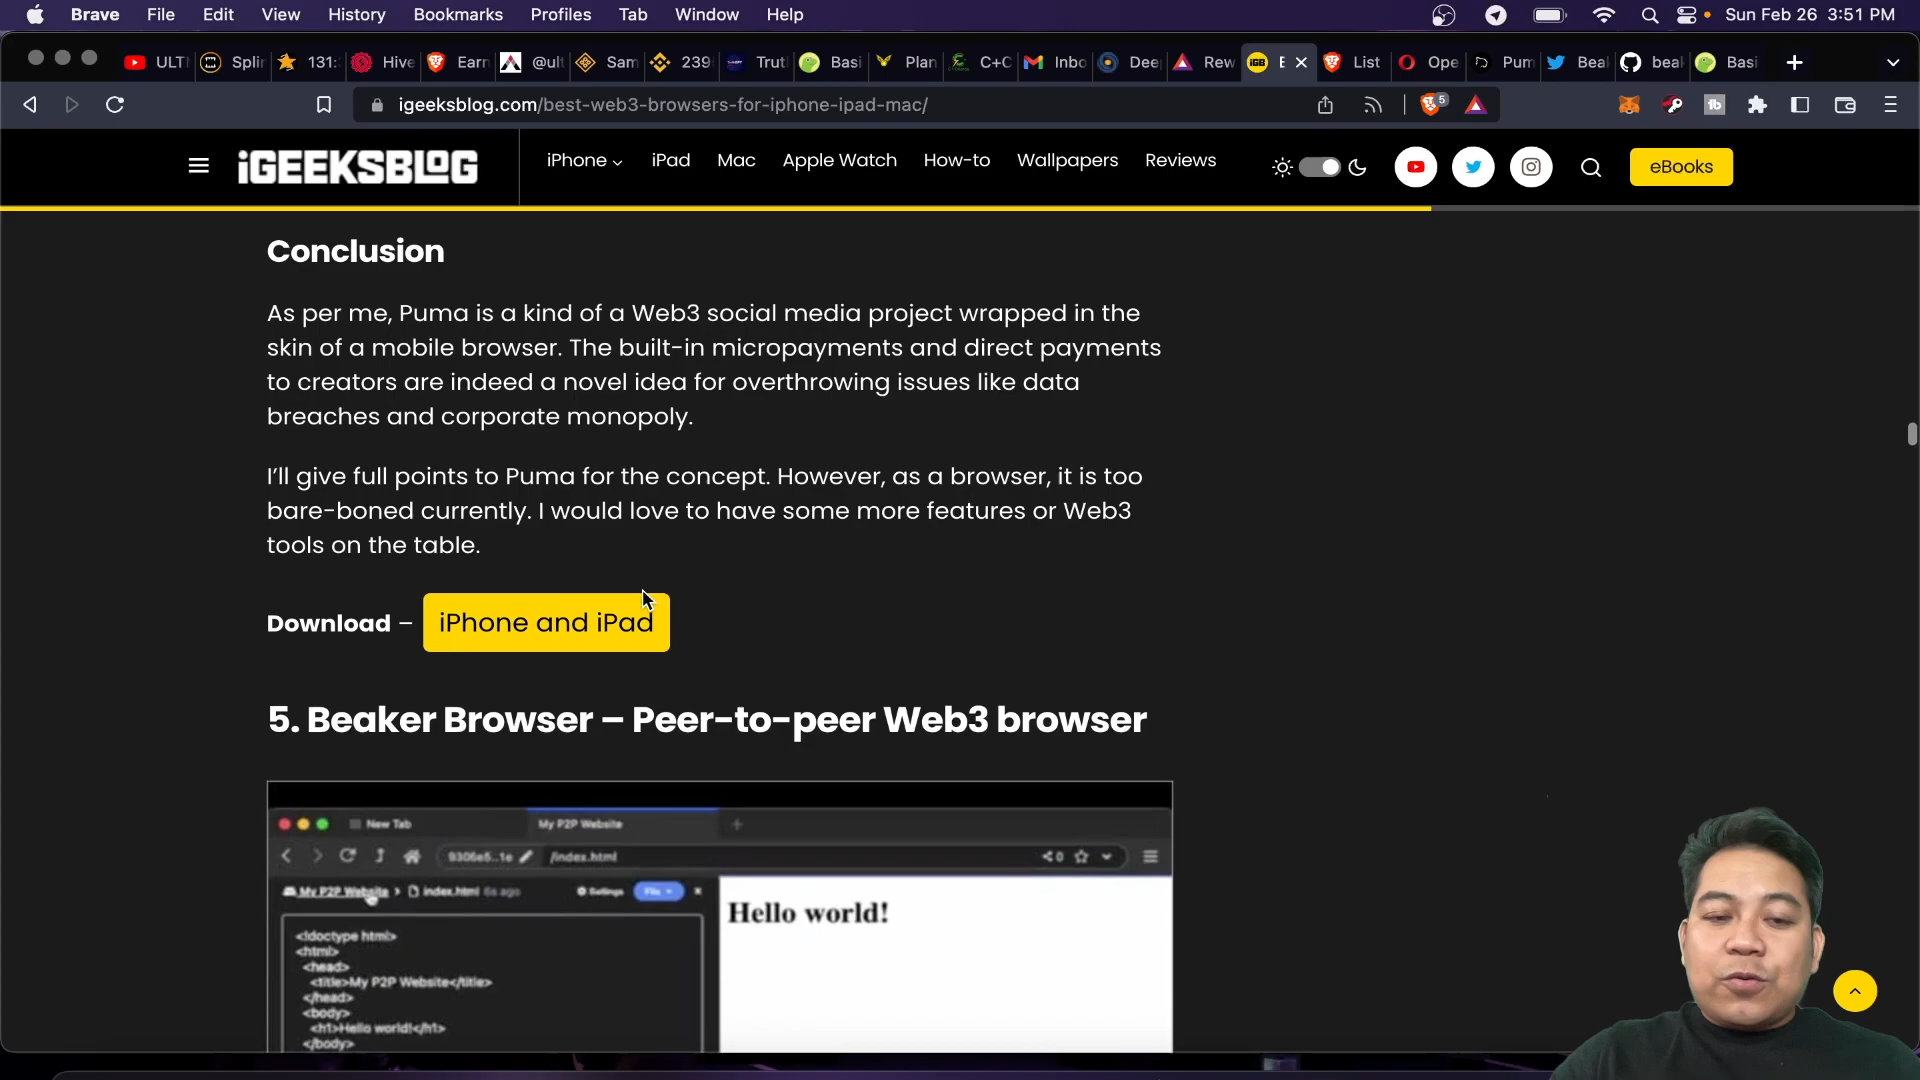 Brave File Edit View History Bookmarks Profiles Tab Window Help Sun Feb 26 3:51 PM
ULTI Splir 131: Hive Earn @ult Sam 239 Trut Basi Plan C+C Inbo Dee Rew E List Ope Pum Beal beal Basi
igeeksblog.com/best-web3-browsers-for-iphone-ipad-mac/ 5
iGEEKSBLOG iPhone iPad Mac Apple Watch How-to Wallpapers Reviews eBooks
Conclusion
As per me, Puma is a kind of a Web3 social media project wrapped in the
skin of a mobile browser. The built-in micropayments and direct payments
to creators are indeed a novel idea for overthrowing issues like data
breaches and corporate monopoly.
I’ll give full points to Puma for the concept. However, as a browser, it is too
bare-boned currently. I would love to have some more features or Web3
tools on the table.
Download – iPhone and iPad
5. Beaker Browser – Peer-to-peer Web3 browser
New Tab My P2P Website
9306e5..1e /index.html 0
My P2P Website > index.html 6s ago Settings File
<!doctype html>
<html>
<head>
<title>My P2P Website</title>
</head>
<body>
<h1>Hello world!</h1>
</body>
Hello world!